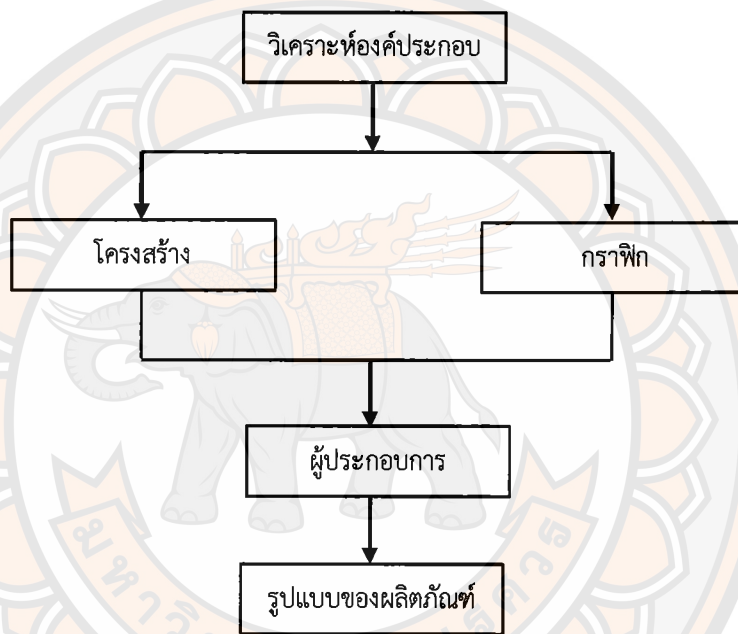 วิเคราะห์องค์ประกอบ
โครงสร้าง
กราฟิก
ผู้ประกอบการ
รูปแบบของผลิตภัณฑ์